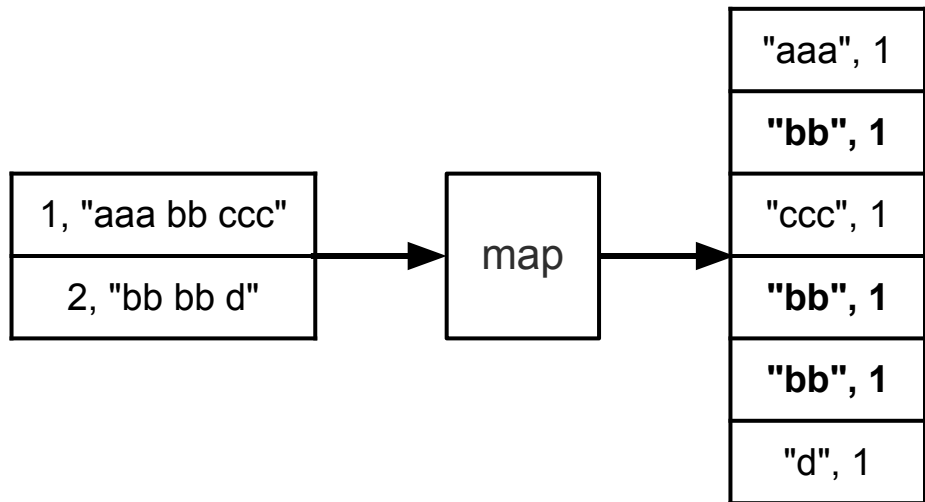 1, "aaa bb ccc"
2, "bb bb d"
map
"aaa", 1
"bb", 1
"ccc", 1
"bb", 1
"bb", 1
"d", 1